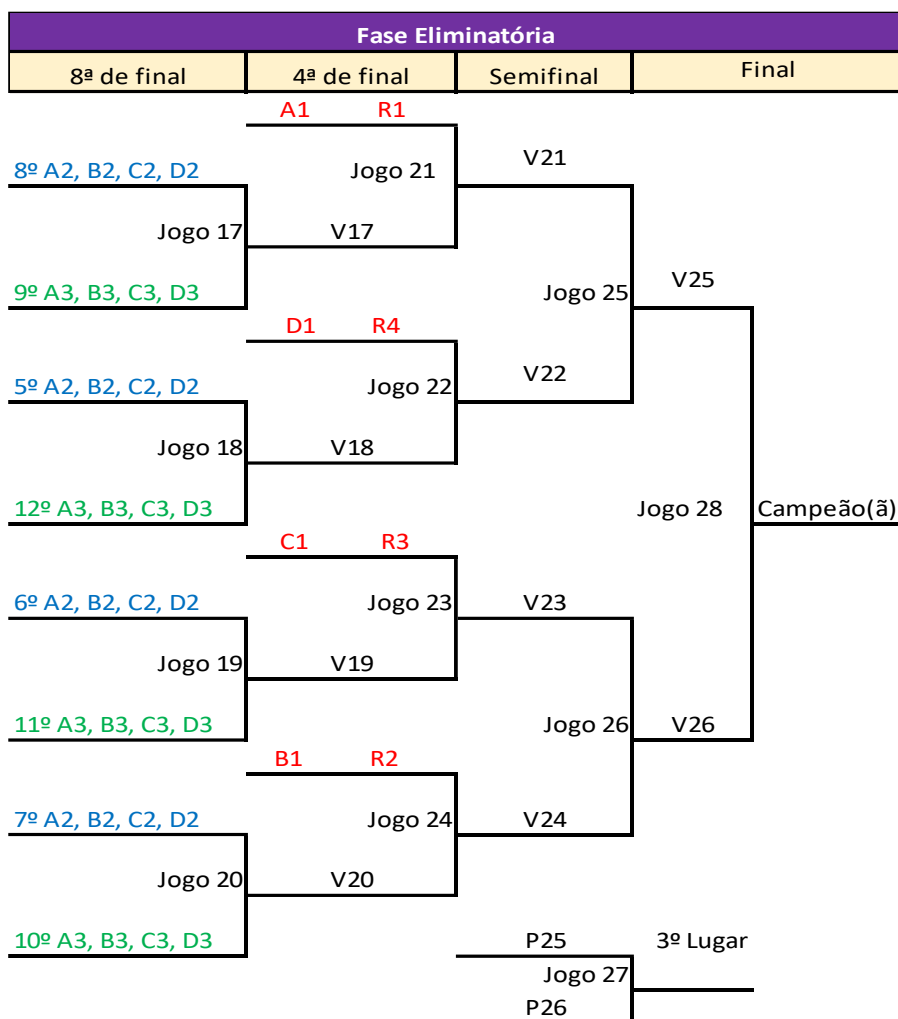 Fase Eliminatória
8ª de final 4ª de final Semifinal Final
A1 R1
8º A2, B2, C2, D2
Jogo 21
V21
Jogo 17
V17
9º A3, B3, C3, D3
Jogo 25
V25
D1 R4
5º A2, B2, C2, D2
Jogo 22
V22
Jogo 18
V18
12º A3, B3, C3, D3
Jogo 28
Campeão(ã)
C1 R3
6º A2, B2, C2, D2
Jogo 23
V23
Jogo 19
V19
11º A3, B3, C3, D3
Jogo 26
V26
B1 R2
7º A2, B2, C2, D2
Jogo 24
V24
Jogo 20
V20
10º A3, B3, C3, D3
P25
3º Lugar
Jogo 27
P26